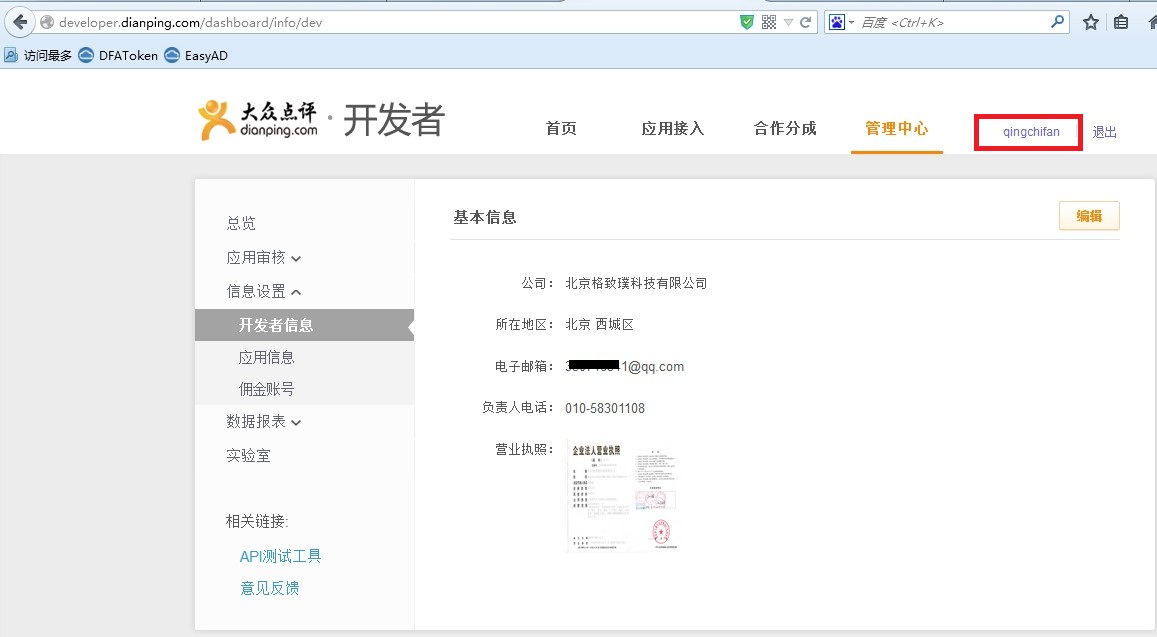 developer.dianping.com/dashboard/info/dev
百度 <Ctrl+K>
访问最多 DFAToken EasyAD
大众点评
dianping.com
· 开发者
首页 应用接入 合作分成 管理中心 qingchifan 退出
总览
应用审核
信息设置
开发者信息
应用信息
佣金账号
数据报表
实验室
相关链接:
API测试工具
意见反馈
基本信息 编辑
公司： 北京格致璞科技有限公司
所在地区： 北京 西城区
电子邮箱： 1@qq.com
负责人电话： 010-58301108
营业执照：
企业法人营业执照